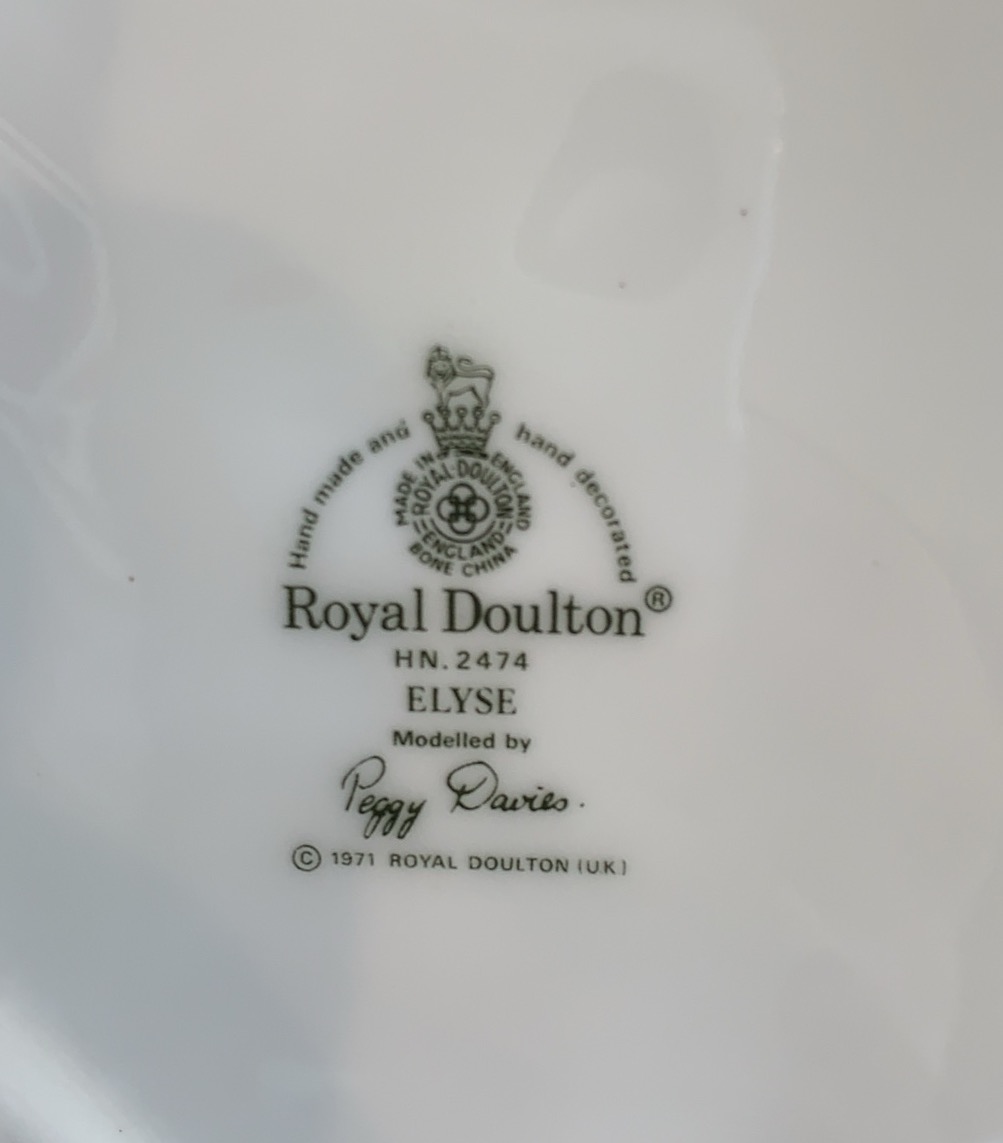 Hand made and hand decorated
MADE IN ENGLAND
ROYAL·DOULTON
ENGLAND
BONE CHINA
Royal Doulton®
HN.2474
ELYSE
Modelled by
Peggy Davies.
© 1971 ROYAL DOULTON (UK)